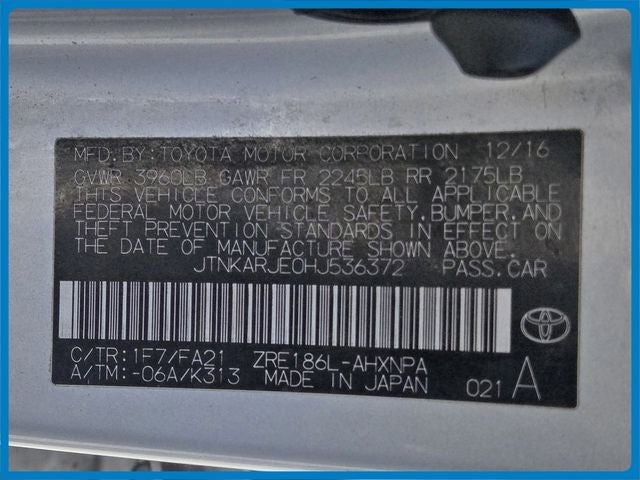 MFD. BY: TOYOTA MOTOR CORPORATION 12/16
GVWR 3960LB GAWR FR 2245LB RR 2175LB
THIS VEHICLE CONFORMS TO ALL APPLICABLE
FEDERAL MOTOR VEHICLE SAFETY, BUMPER, AND
THEFT PREVENTION STANDARDS IN EFFECT ON
THE DATE OF MANUFACTURE SHOWN ABOVE.
JTNKARJE0HJ536372 PASS.CAR
C/TR: 1F7/FA21 ZRE186L-AHXNPA
A/TM: -06A/K313 MADE IN JAPAN 021 A